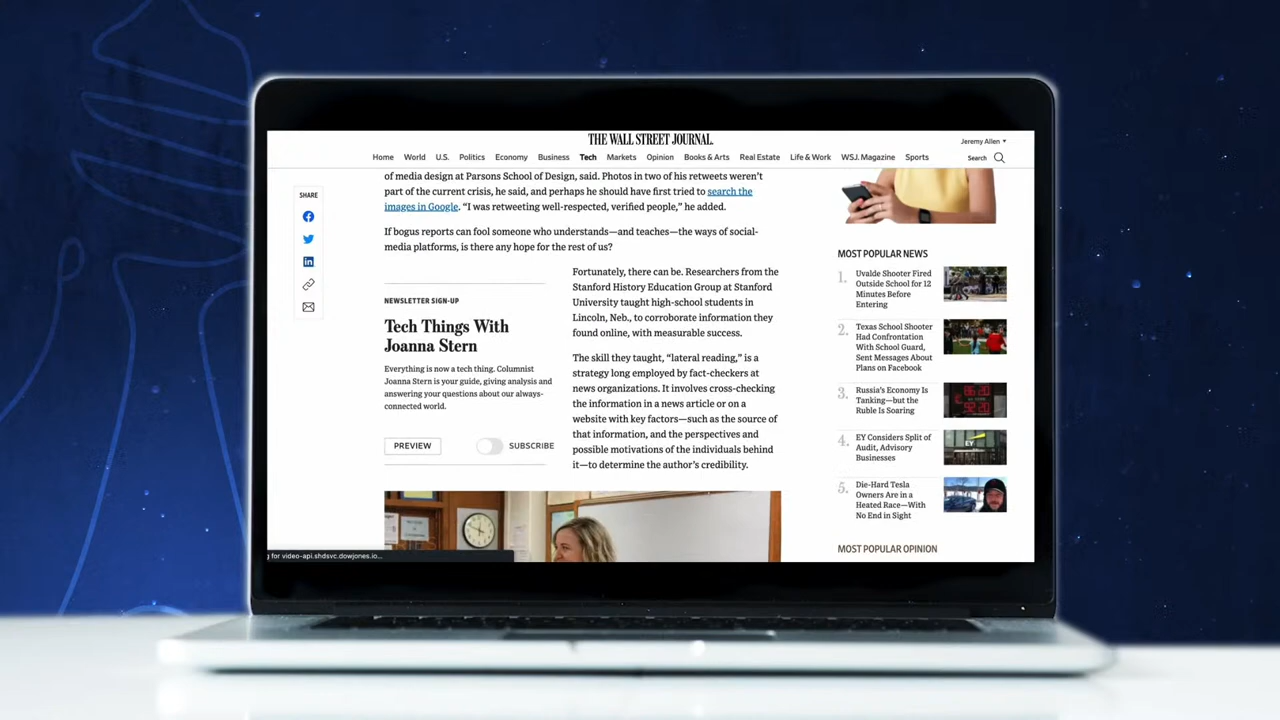 THE WALL STREET JOURNAL.
Jeremy Allen
Home World U.S. Politics Economy Business Tech Markets Opinion Books & Arts Real Estate Life & Work WSJ. Magazine Sports
Search
SHARE
of media design at Parsons School of Design, said. Photos in two of his retweets weren't
part of the current crisis, he said, and perhaps he should have first tried to search the
images in Google. “I was retweeting well-respected, verified people,” he added.
If bogus reports can fool someone who understands—and teaches—the ways of social-
media platforms, is there any hope for the rest of us?
NEWSLETTER SIGN-UP
Tech Things With
Joanna Stern
Everything is now a tech thing. Columnist
Joanna Stern is your guide, giving analysis and
answering your questions about our always-
connected world.
PREVIEW
SUBSCRIBE
Fortunately, there can be. Researchers from the
Stanford History Education Group at Stanford
University taught high-school students in
Lincoln, Neb., to corroborate information they
found online, with measurable success.
The skill they taught, “lateral reading,” is a
strategy long employed by fact-checkers at
news organizations. It involves cross-checking
the information in a news article or on a
website with key factors—such as the source of
that information, and the perspectives and
possible motivations of the individuals behind
it—to determine the author's credibility.
MOST POPULAR NEWS
1.
Uvalde Shooter Fired
Outside School for 12
Minutes Before
Entering
2.
Texas School Shooter
Had Confrontation
With School Guard,
Sent Messages About
Plans on Facebook
3.
Russia's Economy Is
Tanking—but the
Ruble Is Soaring
4.
EY Considers Split of
Audit, Advisory
Businesses
EY
5.
Die-Hard Tesla
Owners Are in a
Heated Race—With
No End in Sight
MOST POPULAR OPINION
g for video-api.shdsvc.dowjones.io...